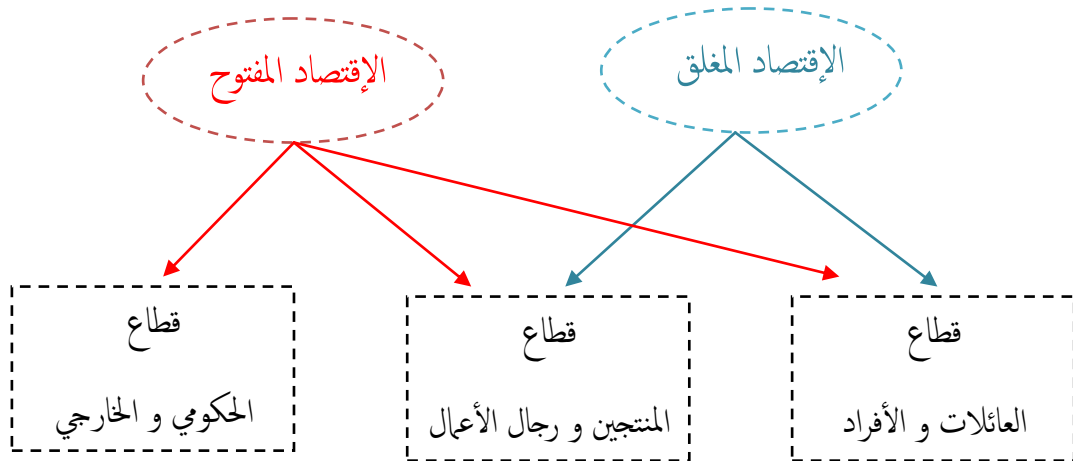 الإقتصاد المغلق
الإقتصاد المفتوح
قطاع
العائلات و الأفراد
قطاع
المنتجين و رجال الأعمال
قطاع
الحكومي و الخارجي